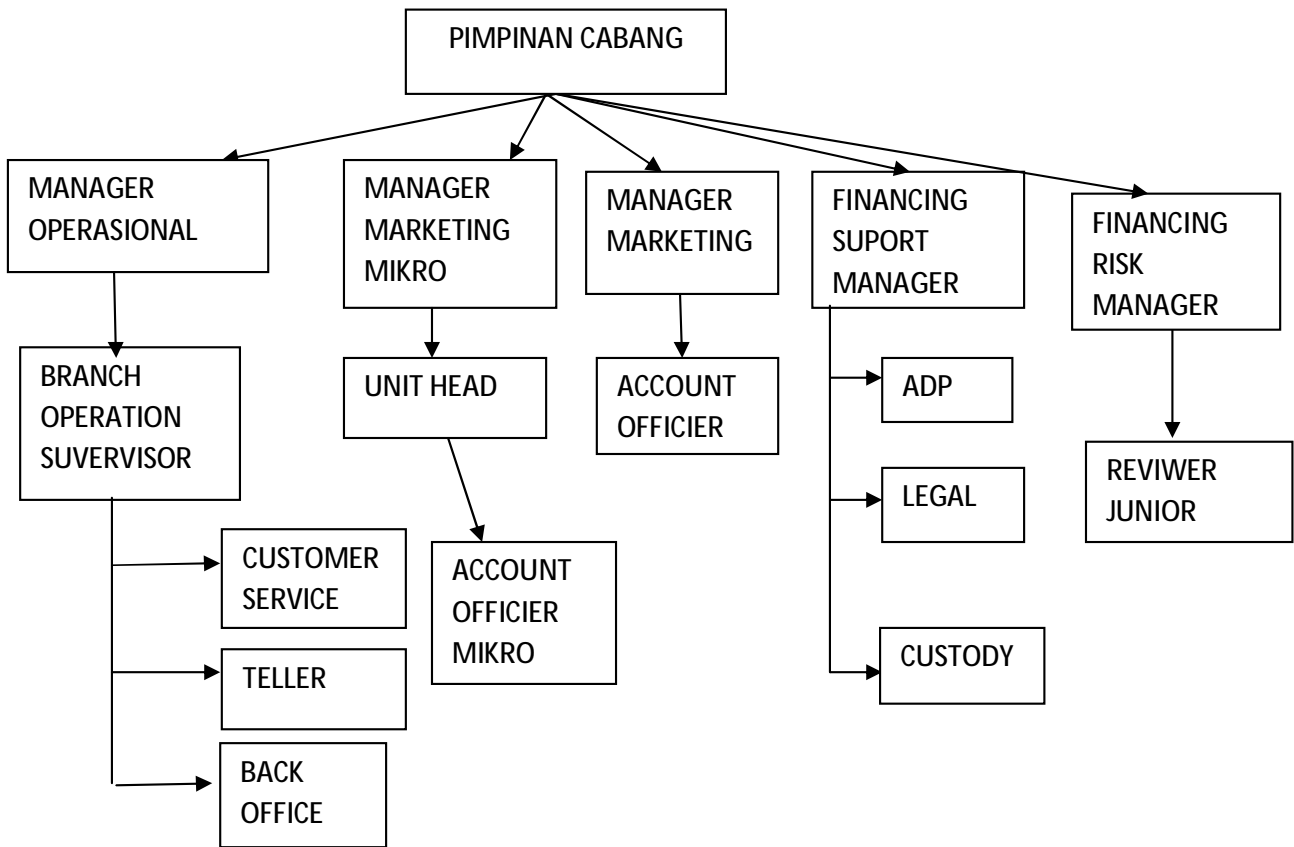 PIMPINAN CABANG
MANAGER
OPERASIONAL
MANAGER
MARKETING
MIKRO
MANAGER
MARKETING
FINANCING
SUPORT
MANAGER
FINANCING
RISK
MANAGER
BRANCH
OPERATION
SUVERVISOR
UNIT HEAD
ACCOUNT
OFFICIER
ADP
LEGAL
REVIWER
JUNIOR
CUSTOMER
SERVICE
ACCOUNT
OFFICIER
MIKRO
CUSTODY
TELLER
BACK
OFFICE